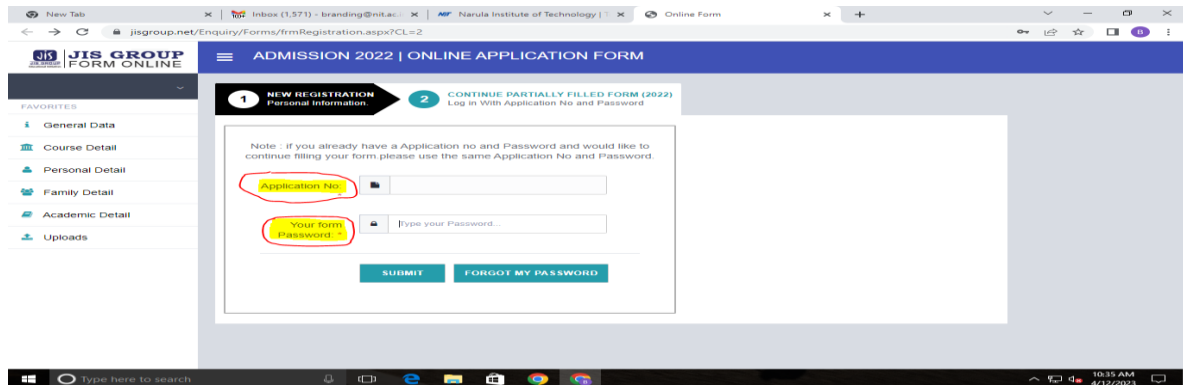 New Tab
Inbox (1,571) - branding@nit.ac.i
Narula Institute of Technology | T
Online Form
jisgroup.net/Enquiry/Forms/frmRegistration.aspx?CL=2
B
JIS JIS GROUP
FORM ONLINE
ADMISSION 2022 | ONLINE APPLICATION FORM
FAVORITES
General Data
Course Detail
Personal Detail
Family Detail
Academic Detail
Uploads
1 NEW REGISTRATION
Personal Information.
2 CONTINUE PARTIALLY FILLED FORM (2022)
Log in With Application No and Password
Note : if you already have a Application no and Password and would like to
continue filling your form please use the same Application No and Password.
Application No:
*
Your form
Password: *
Type your Password...
SUBMIT
FORGOT MY PASSWORD
Type here to search
10:35 AM
4/12/2023